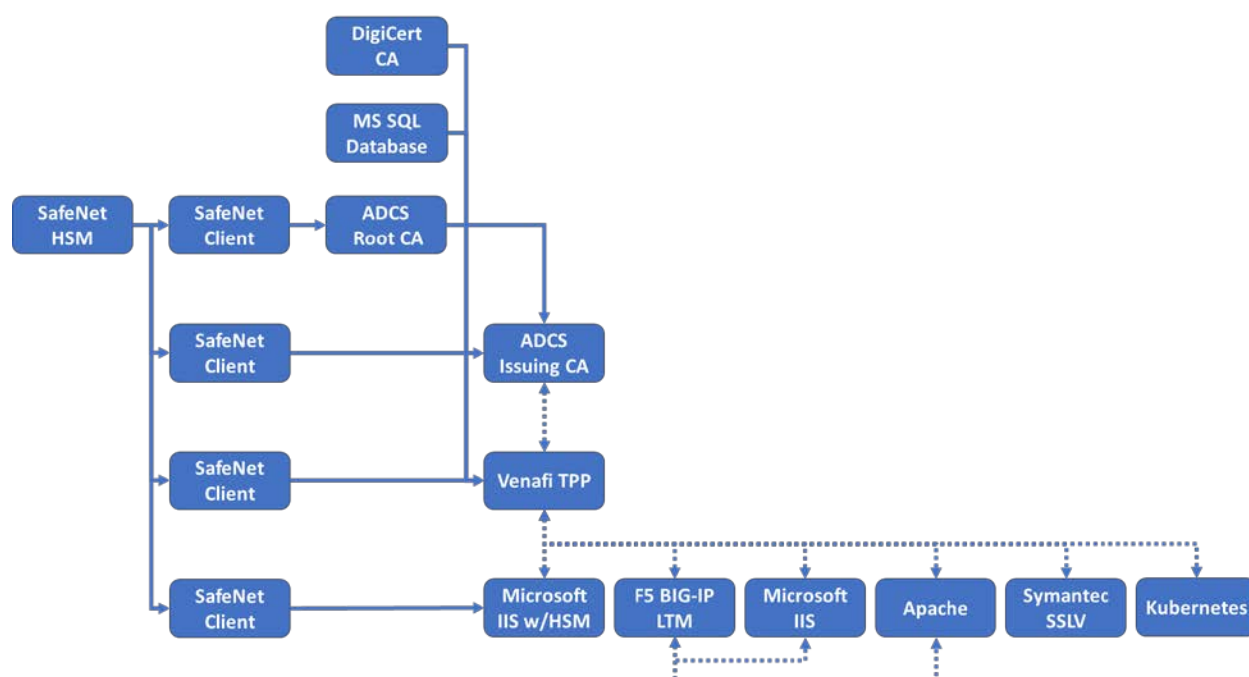 DigiCert
CA
MS SQL
Database
SafeNet
HSM
SafeNet
Client
ADCS
Root CA
SafeNet
Client
ADCS
Issuing CA
SafeNet
Client
Venafi TPP
SafeNet
Client
Microsoft
IIS w/HSM
F5 BIG-IP
LTM
Microsoft
IIS
Apache
Symantec
SSLV
Kubernetes